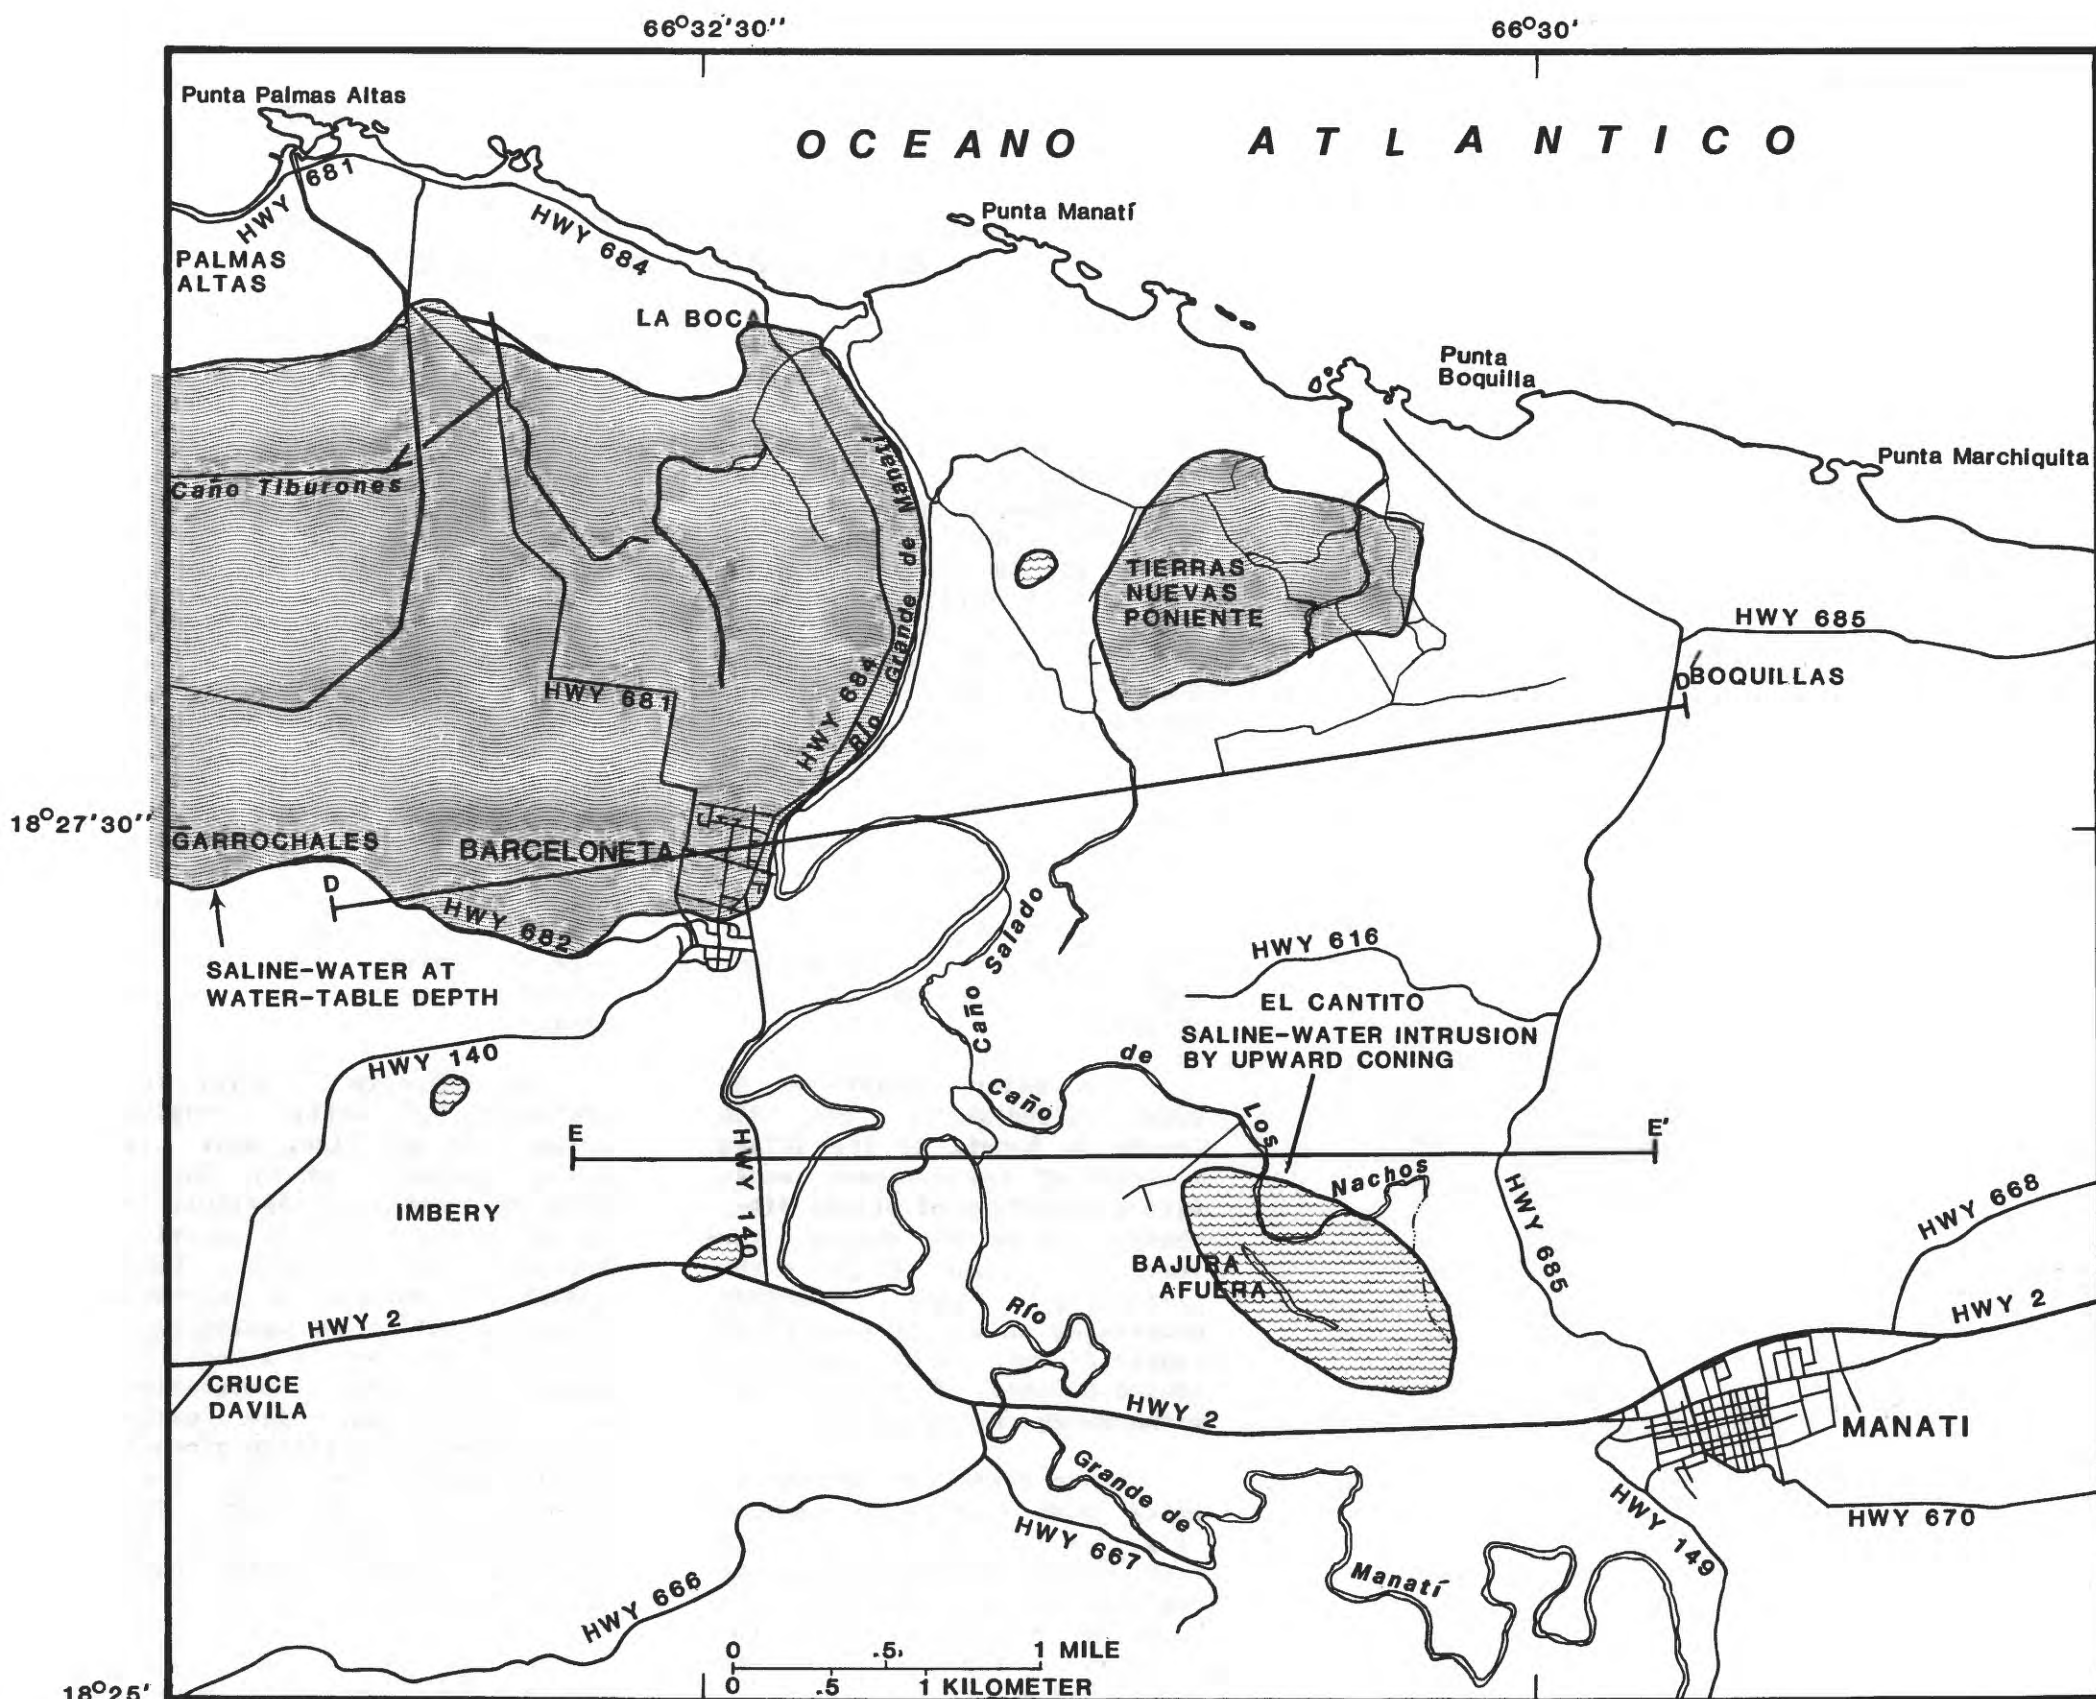 66°32'30''
66°30'
Punta Palmas Altas
OCEANO ATLANTICO
HWY 681
Punta Manatí
HWY 684
PALMAS
ALTAS
LA BOCA
Punta
Boquilla
Punta Marchiquita
Caño Tiburones
Río Grande de Manatí
TIERRAS
NUEVAS
PONIENTE
HWY 685
D'
BOQUILLAS
HWY 681
HWY 684
18°27'30''
GARROCHALES
BARCELONETA
D
HWY 682
Caño Salado
HWY 616
SALINE-WATER AT
WATER-TABLE DEPTH
EL CANTITO
SALINE-WATER INTRUSION
BY UPWARD CONING
HWY 140
Caño de Los Nachos
E
E'
HWY 140
IMBERY
HWY 685
HWY 668
BAJURA
AFUERA
HWY 2
HWY 2
Río Grande de Manatí
CRUCE
DAVILA
HWY 2
MANATI
HWY 670
HWY 149
HWY 667
HWY 666
0 .5 1 MILE
0 .5 1 KILOMETER
18°25'